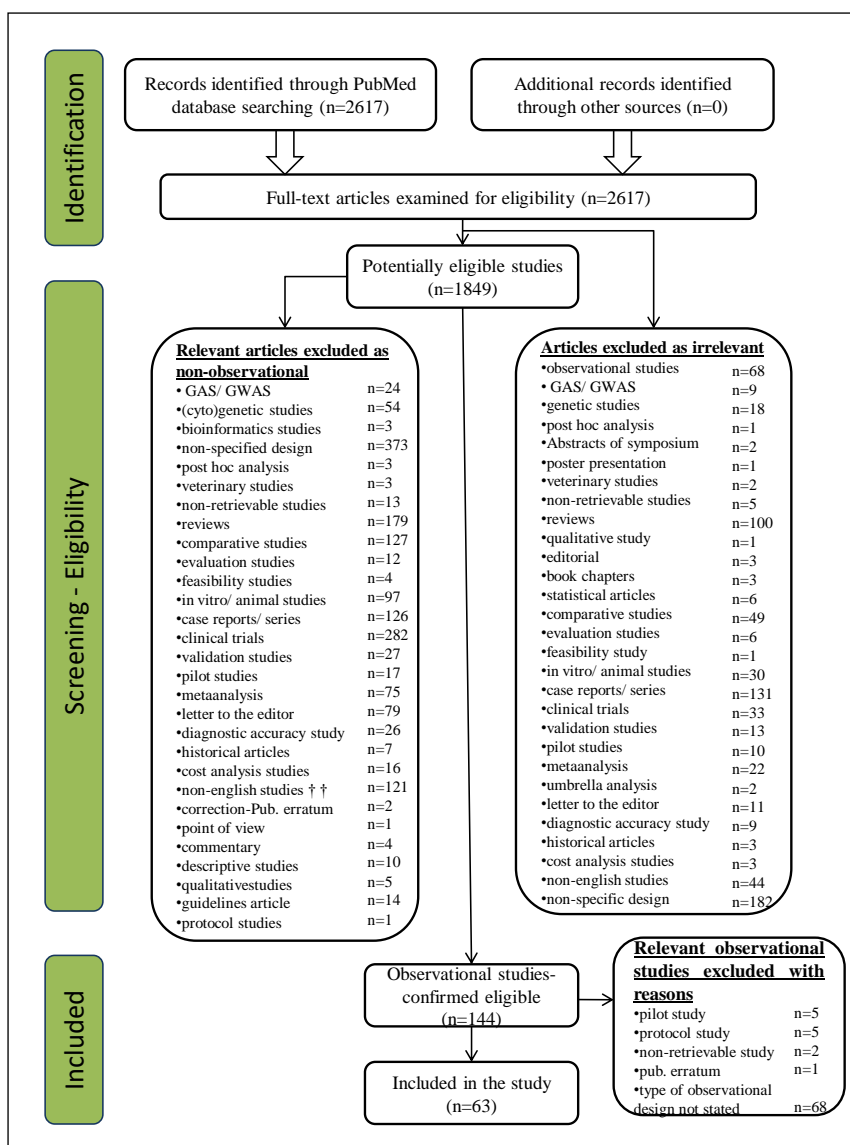 Identification
Records identified through PubMed
database searching (n=2617)
Additional records identified
through other sources (n=0)
Full-text articles examined for eligibility (n=2617)
Screening - Eligibility
Potentially eligible studies
(n=1849)
Relevant articles excluded as
non-observational
• GAS/ GWAS n=24
•(cyto)genetic studies n=54
•bioinformatics studies n=3
•non-specified design n=373
•post hoc analysis n=3
•veterinary studies n=3
•non-retrievable studies n=13
•reviews n=179
•comparative studies n=127
•evaluation studies n=12
•feasibility studies n=4
•in vitro/ animal studies n=97
•case reports/ series n=126
•clinical trials n=282
•validation studies n=27
•pilot studies n=17
•metaanalysis n=75
•letter to the editor n=79
•diagnostic accuracy study n=26
•historical articles n=7
•cost analysis studies n=16
•non-english studies † † n=121
•correction-Pub. erratum n=2
•point of view n=1
•commentary n=4
•descriptive studies n=10
•qualitativestudies n=5
•guidelines article n=14
•protocol studies n=1
Articles excluded as irrelevant
•observational studies n=68
• GAS/ GWAS n=9
•genetic studies n=18
•post hoc analysis n=1
•Abstracts of symposium n=2
•poster presentation n=1
•veterinary studies n=2
•non-retrievable studies n=5
•reviews n=100
•qualitative study n=1
•editorial n=3
•book chapters n=3
•statistical articles n=6
•comparative studies n=49
•evaluation studies n=6
•feasibility study n=1
•in vitro/ animal studies n=30
•case reports/ series n=131
•clinical trials n=33
•validation studies n=13
•pilot studies n=10
•metaanalysis n=22
•umbrella analysis n=2
•letter to the editor n=11
•diagnostic accuracy study n=9
•historical articles n=3
•cost analysis studies n=3
•non-english studies n=44
•non-specific design n=182
Included
Observational studies-
confirmed eligible
(n=144)
Relevant observational
studies excluded with
reasons
•pilot study n=5
•protocol study n=5
•non-retrievable study n=2
•pub. erratum n=1
•type of observational
design not stated n=68
Included in the study
(n=63)